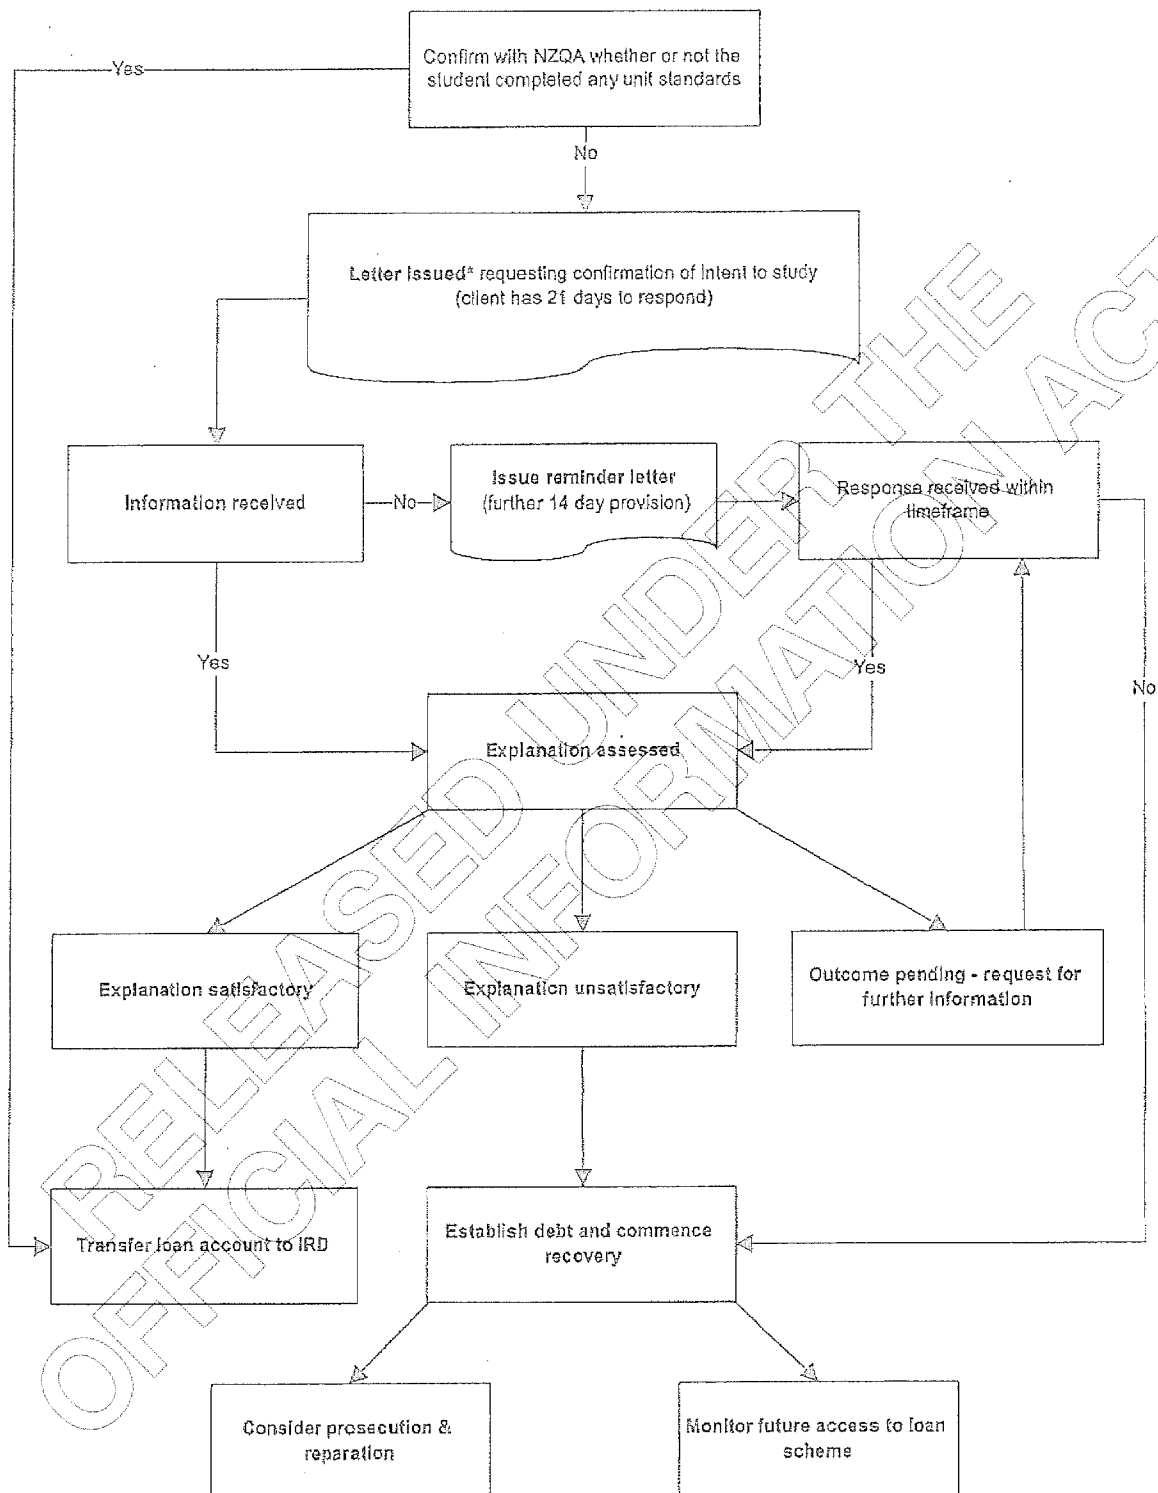 Confirm with NZQA whether or not the
student completed any unit standards
Yes
No
Letter issued* requesting confirmation of intent to study
(client has 21 days to respond)
Information received
No
Issue reminder letter
(further 14 day provision)
Response received within
timeframe
Yes
Yes
No
Explanation assessed
Explanation satisfactory
Explanation unsatisfactory
Outcome pending - request for
further information
Transfer loan account to IRD
Establish debt and commence
recovery
Consider prosecution &
reparation
Monitor future access to loan
scheme
RELEASED UNDER THE
OFFICIAL INFORMATION ACT